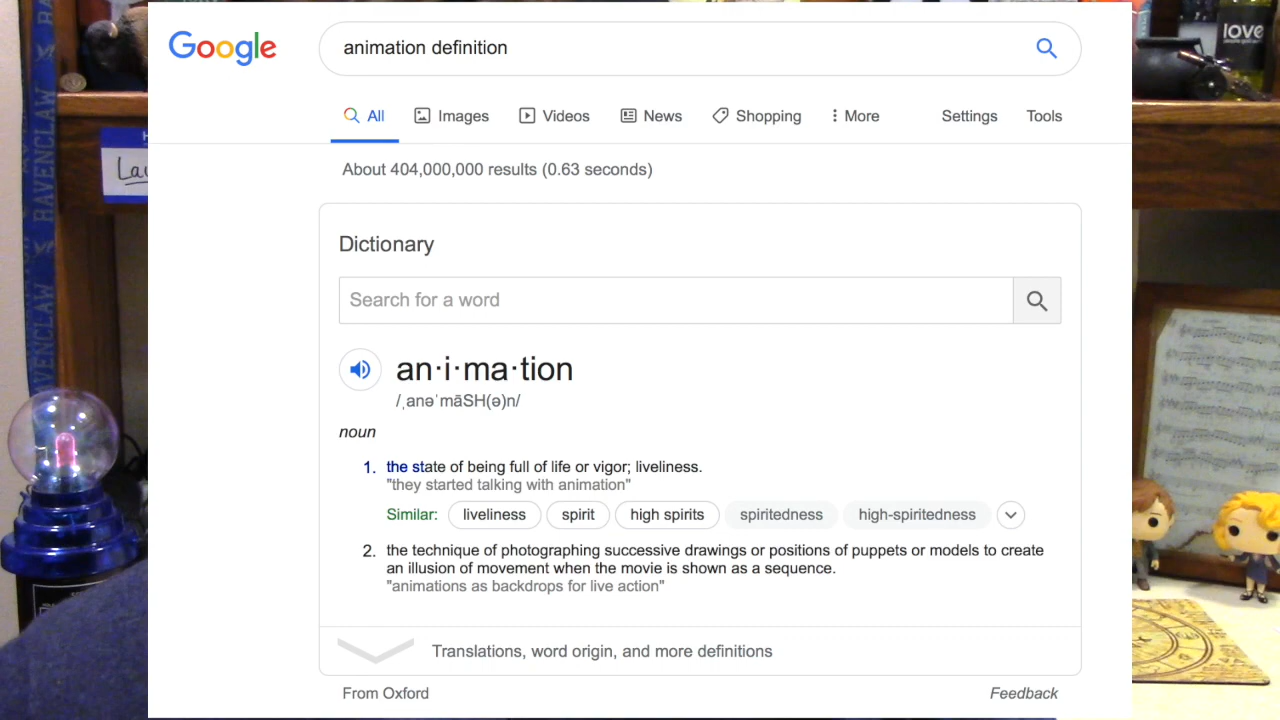 Google
animation definition
All
Images
Videos
News
Shopping
More
Settings
Tools
About 404,000,000 results (0.63 seconds)
Dictionary
Search for a word
an·i·ma·tion
/ˌanəˈmāSH(ə)n/
noun
1. the state of being full of life or vigor; liveliness.
"they started talking with animation"
Similar: liveliness spirit high spirits spiritedness high-spiritedness
2. the technique of photographing successive drawings or positions of puppets or models to create
an illusion of movement when the movie is shown as a sequence.
"animations as backdrops for live action"
Translations, word origin, and more definitions
From Oxford
Feedback
RAVENCLAW
RAVENCLAW
love